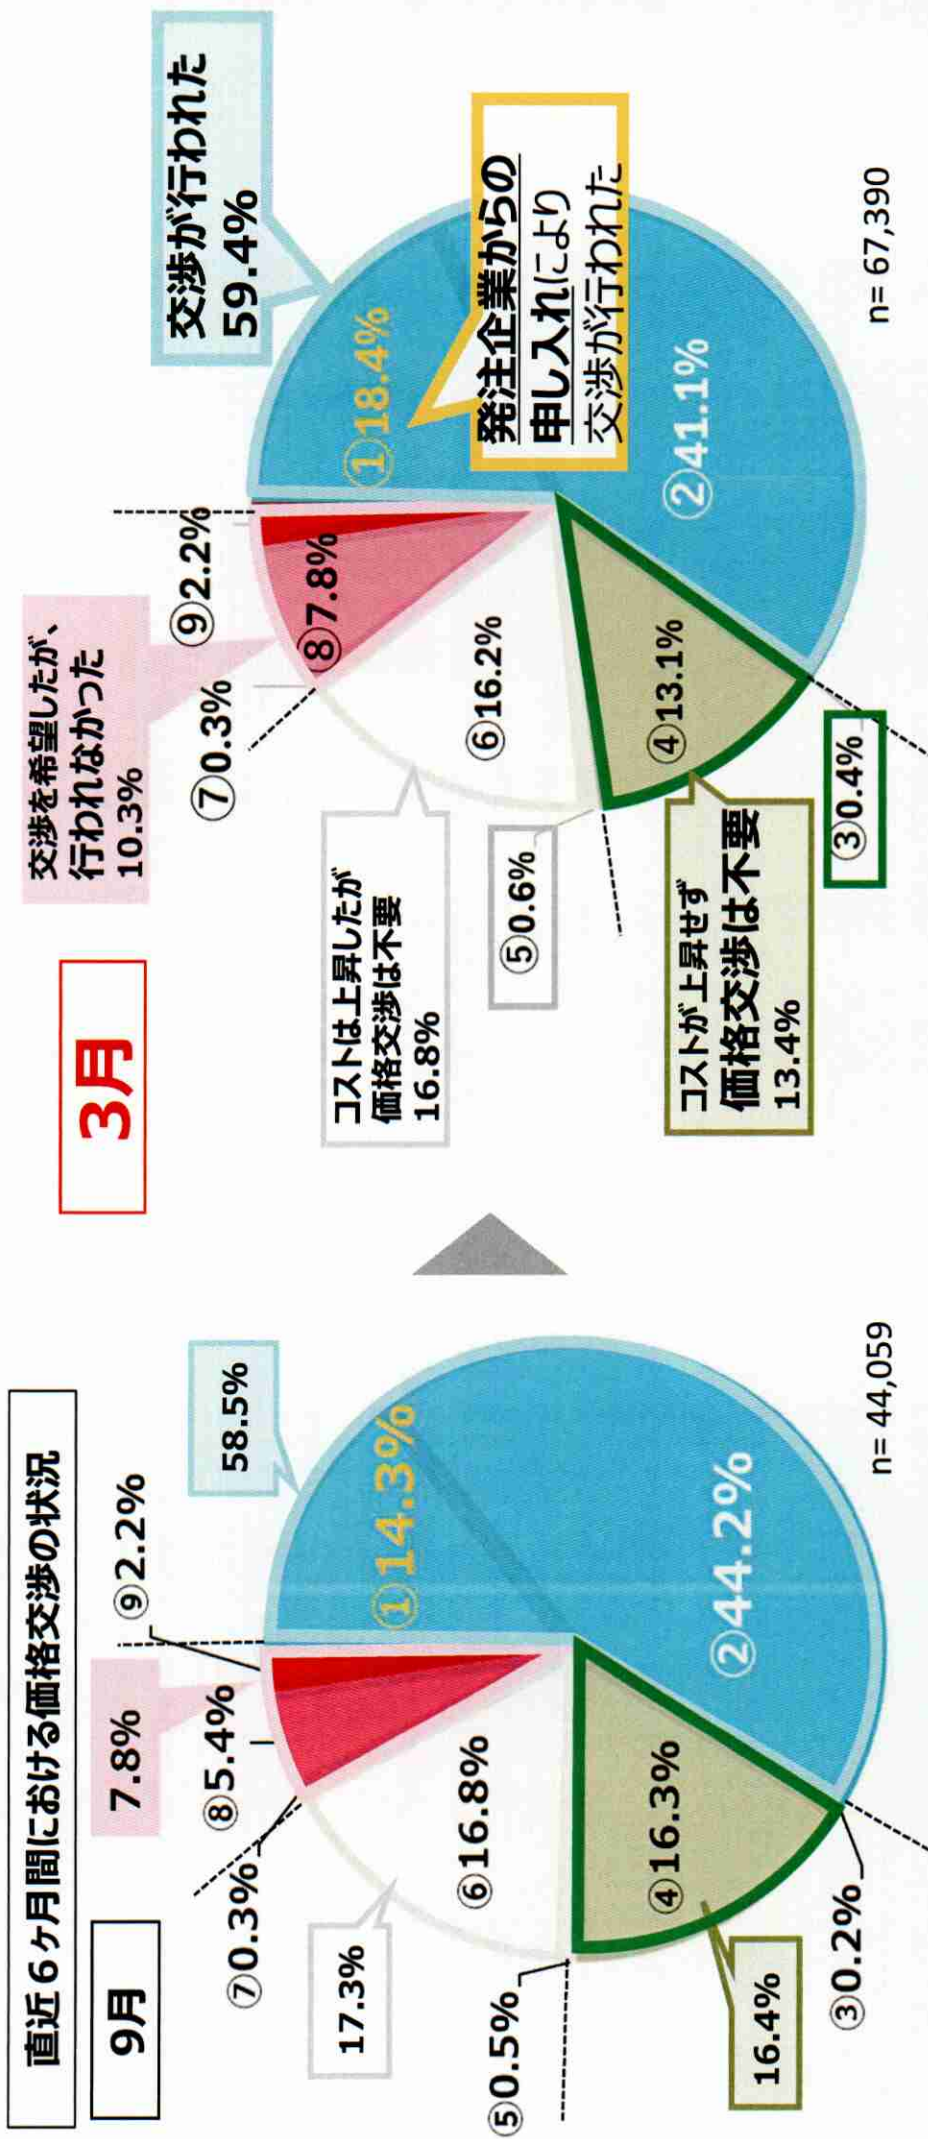 直近6ヶ月間における価格交渉の状況
9月
7.8%
⑨2.2%
58.5%
⑧5.4%
⑦0.3%
①14.3%
17.3%
⑥16.8%
⑤0.5%
②44.2%
④16.3%
16.4%
③0.2%
n= 44,059
3月
交渉を希望したが、
行われなかった
10.3%
⑨2.2%
交渉が行われた
59.4%
⑦0.3%
⑧7.8%
①18.4%
コストは上昇したが
価格交渉は不要
16.8%
⑥16.2%
発注企業からの
申し入れにより
交渉が行われた
⑤0.6%
④13.1%
②41.1%
コストが上昇せず
価格交渉は不要
13.4%
③0.4%
n= 67,390